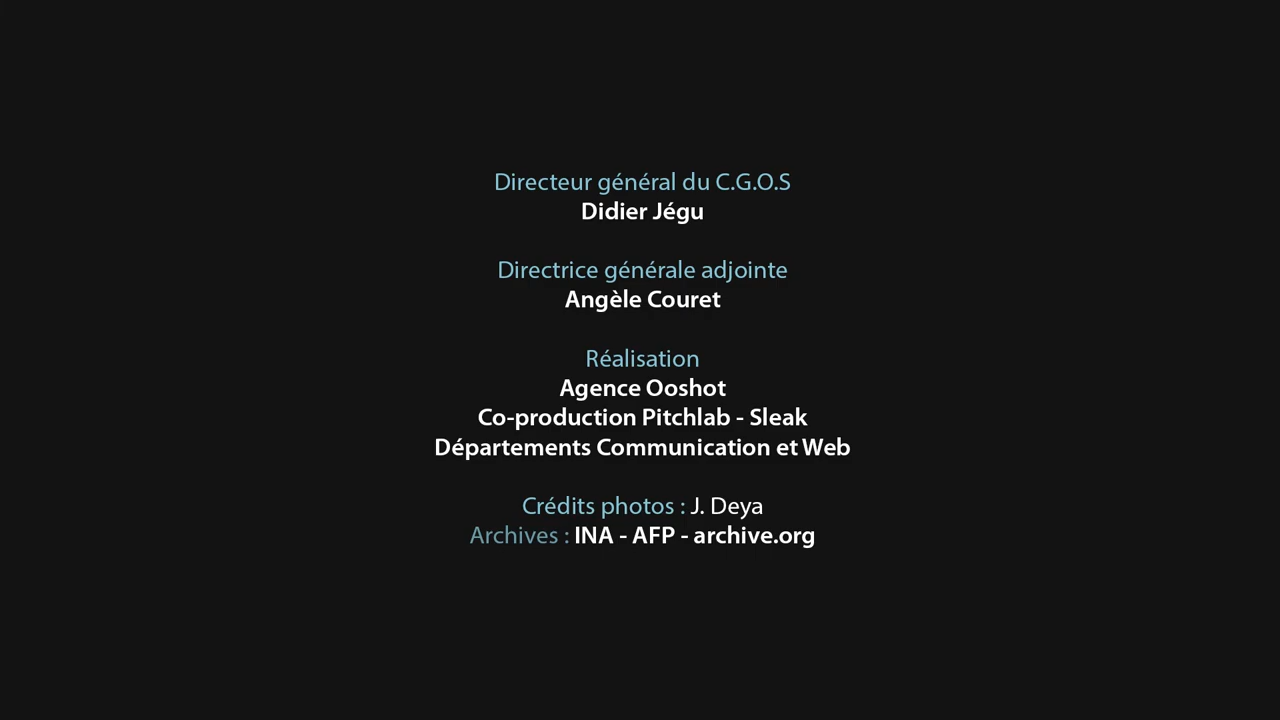 Directeur général du C.G.O.S
Didier Jégu
Directrice générale adjointe
Angèle Couret
Réalisation
Agence Ooshot
Co-production Pitchlab - Sleak
Départements Communication et Web
Crédits photos : J. Deya
Archives : INA - AFP - archive.org